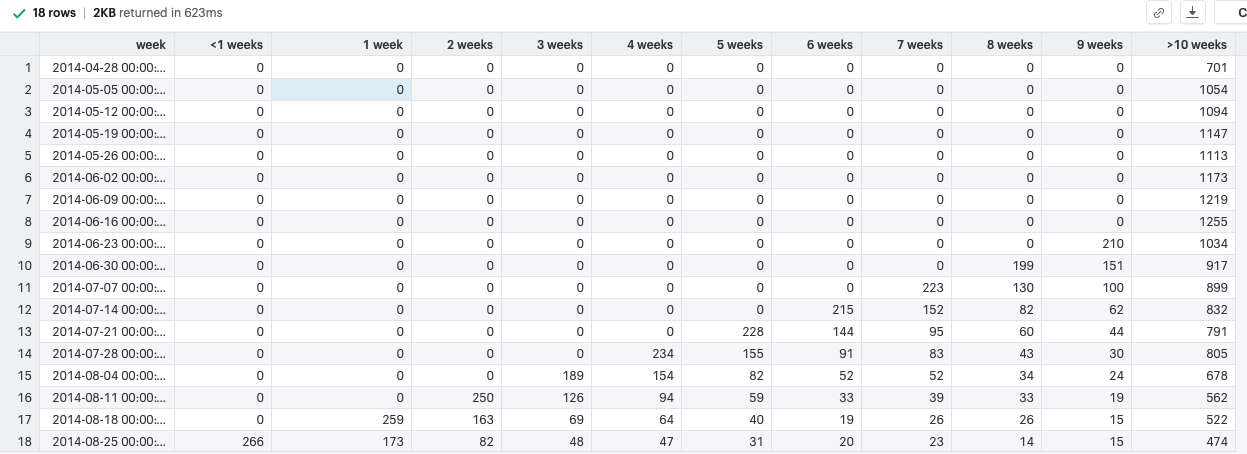 18 rows | 2KB returned in 623ms C
week <1 weeks 1 week 2 weeks 3 weeks 4 weeks 5 weeks 6 weeks 7 weeks 8 weeks 9 weeks >10 weeks
1 2014-04-28 00:00:... 0 0 0 0 0 0 0 0 0 0 701
2 2014-05-05 00:00:... 0 0 0 0 0 0 0 0 0 0 1054
3 2014-05-12 00:00:... 0 0 0 0 0 0 0 0 0 0 1094
4 2014-05-19 00:00:... 0 0 0 0 0 0 0 0 0 0 1147
5 2014-05-26 00:00:... 0 0 0 0 0 0 0 0 0 0 1113
6 2014-06-02 00:00:... 0 0 0 0 0 0 0 0 0 0 1173
7 2014-06-09 00:00:... 0 0 0 0 0 0 0 0 0 0 1219
8 2014-06-16 00:00:... 0 0 0 0 0 0 0 0 0 0 1255
9 2014-06-23 00:00:... 0 0 0 0 0 0 0 0 0 210 1034
10 2014-06-30 00:00:... 0 0 0 0 0 0 0 0 199 151 917
11 2014-07-07 00:00:... 0 0 0 0 0 0 0 223 130 100 899
12 2014-07-14 00:00:... 0 0 0 0 0 0 215 152 82 62 832
13 2014-07-21 00:00:... 0 0 0 0 0 228 144 95 60 44 791
14 2014-07-28 00:00:... 0 0 0 0 234 155 91 83 43 30 805
15 2014-08-04 00:00:... 0 0 0 189 154 82 52 52 34 24 678
16 2014-08-11 00:00:... 0 0 250 126 94 59 33 39 33 19 562
17 2014-08-18 00:00:... 0 259 163 69 64 40 19 26 26 15 522
18 2014-08-25 00:00:... 266 173 82 48 47 31 20 23 14 15 474